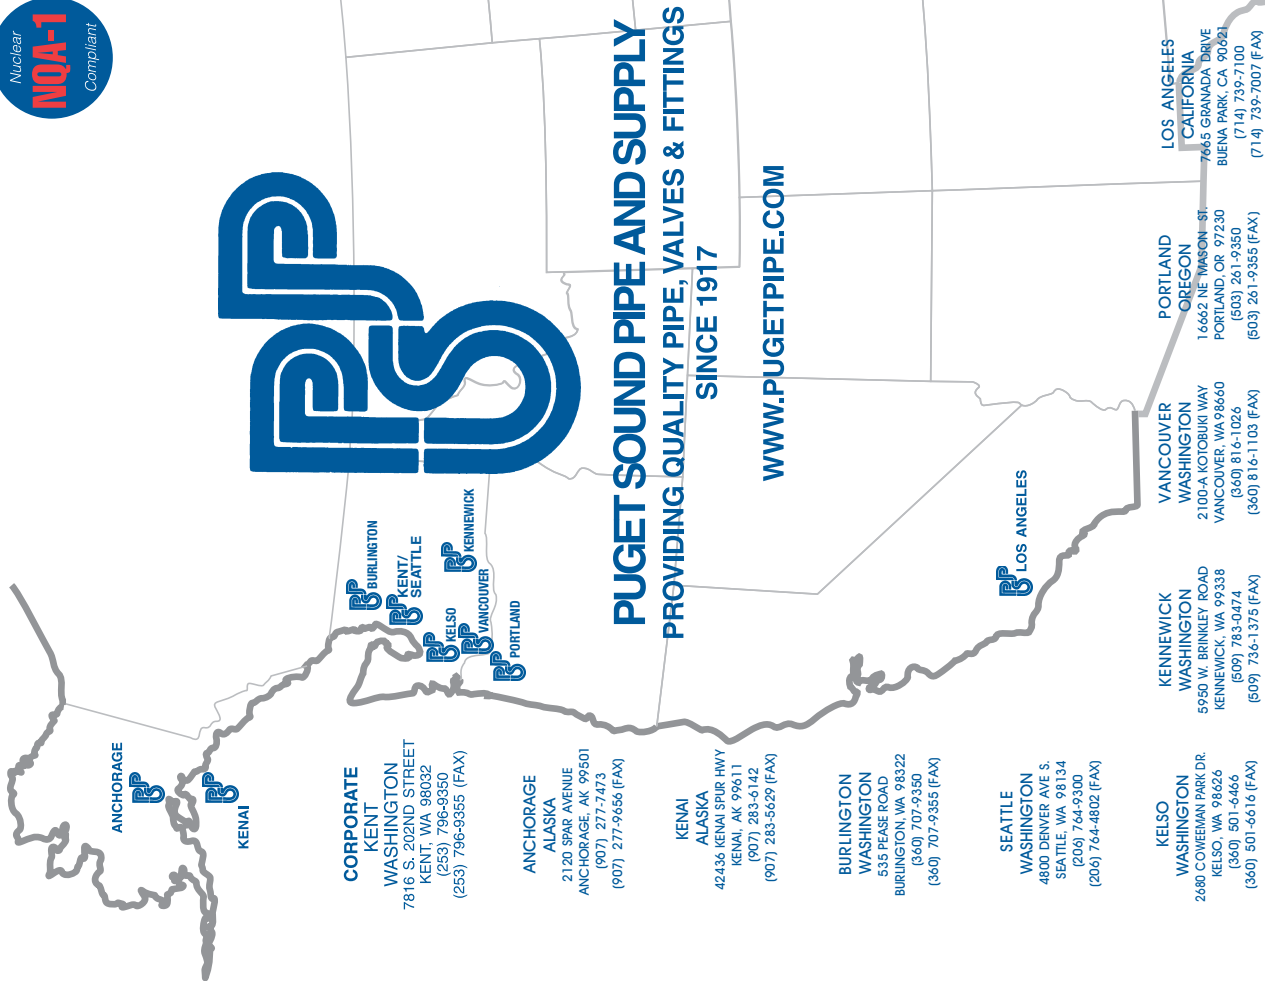 Nuclear
NQA-1
Compliant
PUGET SOUND PIPE AND SUPPLY
PROVIDING QUALITY PIPE, VALVES & FITTINGS
SINCE 1917
WWW.PUGETPIPE.COM
ANCHORAGE
KENAI
BURLINGTON
KENT/
SEATTLE
KENNEWICK
KELSO
VANCOUVER
PORTLAND
LOS ANGELES
CORPORATE
KENT
WASHINGTON
7816 S. 202ND STREET
KENT, WA 98032
(253) 796-9350
(253) 796-9355 (FAX)
ANCHORAGE
ALASKA
2120 SPAR AVENUE
ANCHORAGE, AK 99501
(907) 277-7473
(907) 277-9656 (FAX)
KENAI
ALASKA
42436 KENAI SPUR HWY
KENAI, AK 99611
(907) 283-6142
(907) 283-5629 (FAX)
BURLINGTON
WASHINGTON
535 PEASE ROAD
BURLINGTON, WA 98322
(360) 707-9350
(360) 707-9355 (FAX)
SEATTLE
WASHINGTON
4800 DENVER AVE S.
SEATTLE, WA 98134
(206) 764-9300
(206) 764-4802 (FAX)
KELSO
WASHINGTON
2680 COWEEMAN PARK DR.
KELSO, WA 98626
(360) 501-6466
(360) 501-6616 (FAX)
KENNEWICK
WASHINGTON
5950 W. BRINKLEY ROAD
KENNEWICK, WA 99338
(509) 783-0474
(509) 736-1375 (FAX)
VANCOUVER
WASHINGTON
2100-A KOTOBUKI WAY
VANCOUVER, WA 98660
(360) 816-1026
(360) 816-1103 (FAX)
PORTLAND
OREGON
16662 NE MASON ST.
PORTLAND, OR 97230
(503) 261-9350
(503) 261-9355 (FAX)
LOS ANGELES
CALIFORNIA
7665 GRANADA DRIVE
BUENA PARK, CA 90621
(714) 739-7100
(714) 739-7007 (FAX)